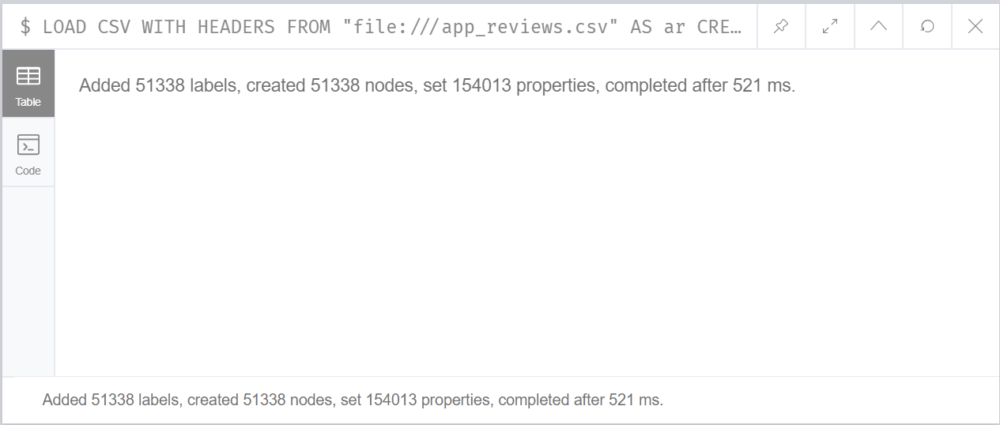 $ LOAD CSV WITH HEADERS FROM "file:///app_reviews.csv" AS ar CRE…
Table
Added 51338 labels, created 51338 nodes, set 154013 properties, completed after 521 ms.
Code
Added 51338 labels, created 51338 nodes, set 154013 properties, completed after 521 ms.